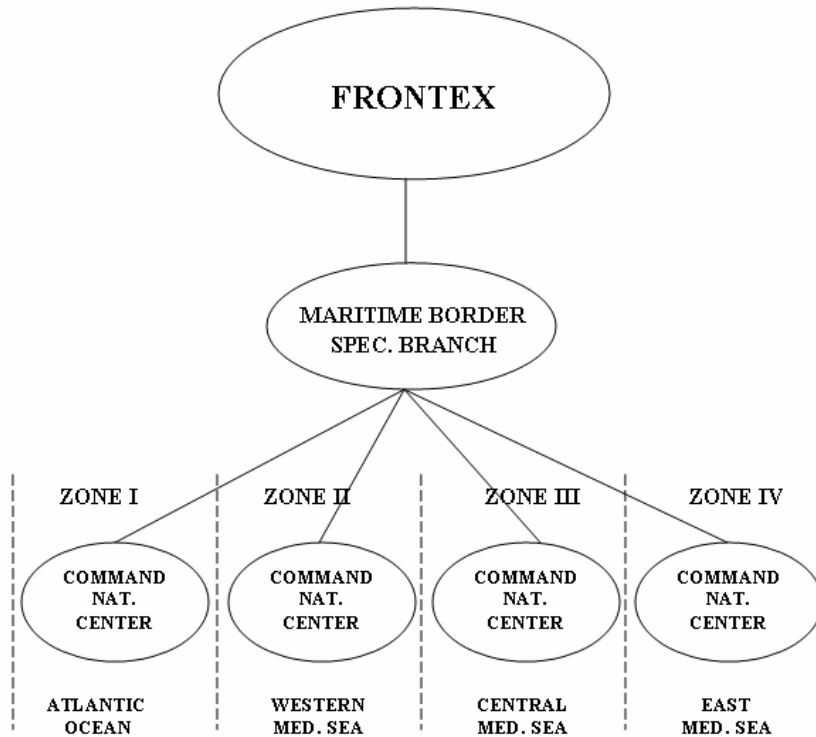 FRONTEX
MARITIME BORDER
SPEC. BRANCH
ZONE I
ZONE II
ZONE III
ZONE IV
COMMAND
NAT.
CENTER
COMMAND
NAT.
CENTER
COMMAND
NAT.
CENTER
COMMAND
NAT.
CENTER
ATLANTIC
OCEAN
WESTERN
MED. SEA
CENTRAL
MED. SEA
EAST
MED. SEA